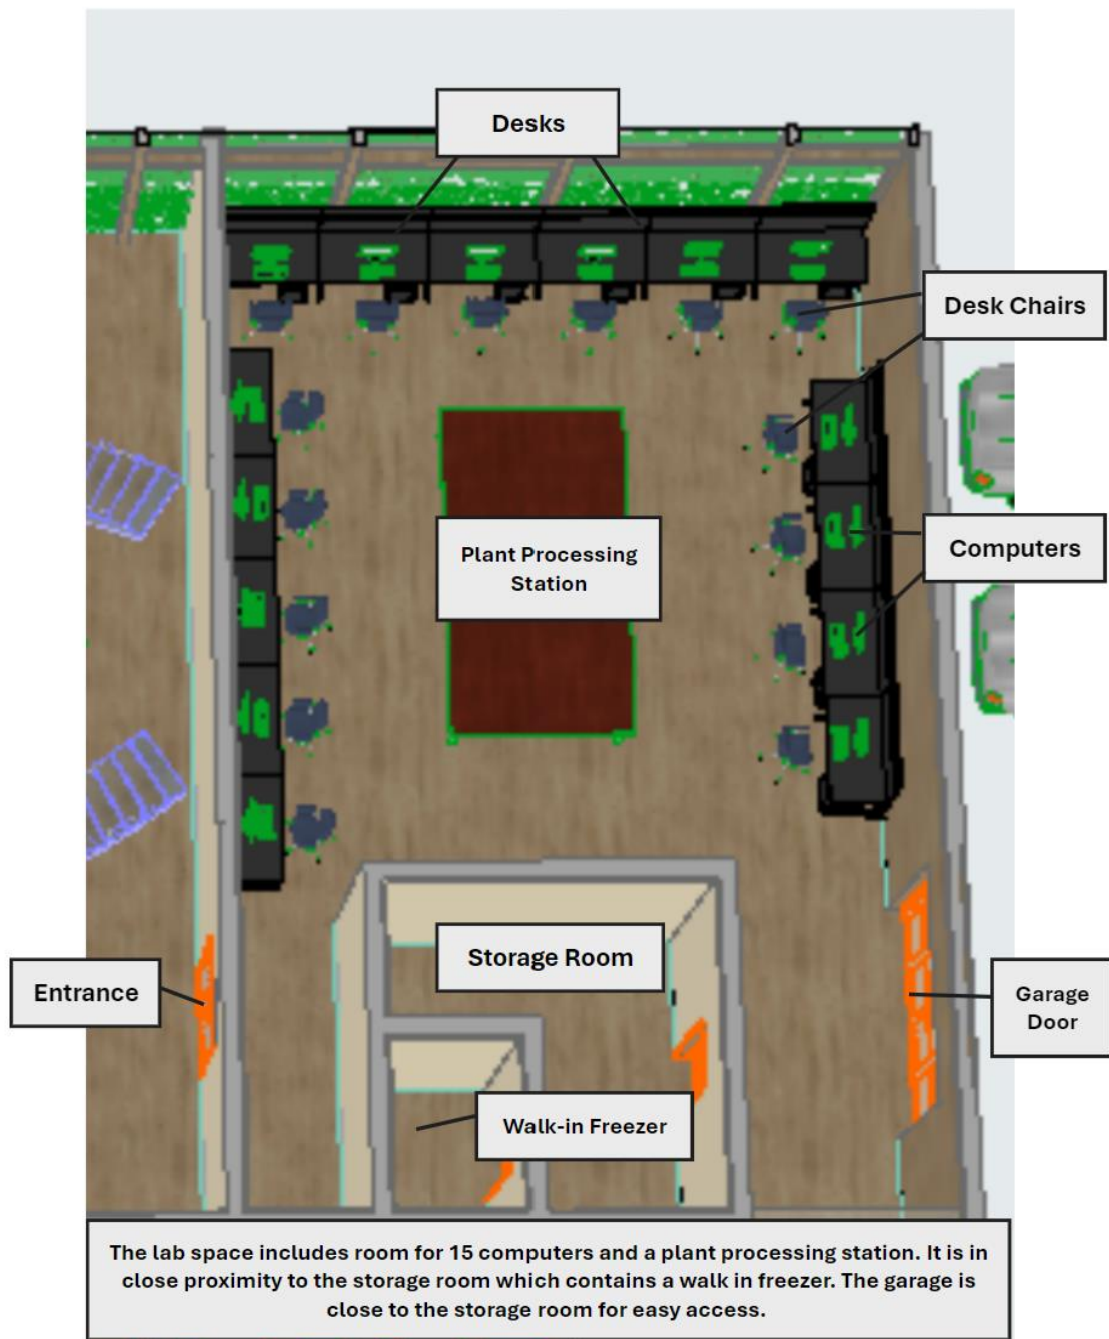 Desks
Desk Chairs
Plant Processing
Station
Computers
Storage Room
Entrance
Garage
Door
Walk-in Freezer
The lab space includes room for 15 computers and a plant processing station. It is in
close proximity to the storage room which contains a walk in freezer. The garage is
close to the storage room for easy access.